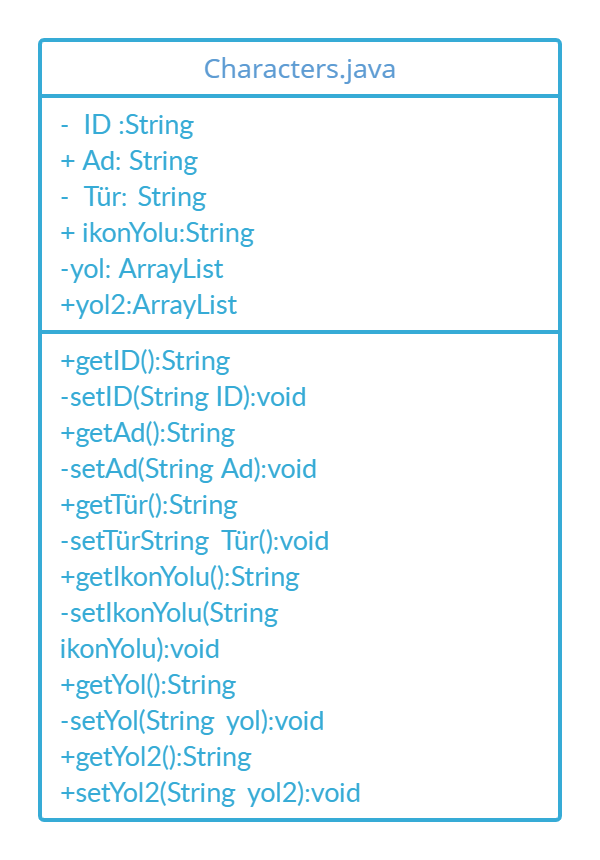 Characters.java
- ID :String
+ Ad: String
- Tür: String
+ ikonYolu:String
-yol: ArrayList
+yol2:ArrayList
+getID():String
-setID(String ID):void
+getAd():String
-setAd(String Ad):void
+getTür():String
-setTürString Tür():void
+getIkonYolu():String
-setIkonYolu(String
ikonYolu):void
+getYol():String
-setYol(String yol):void
+getYol2():String
+setYol2(String yol2):void